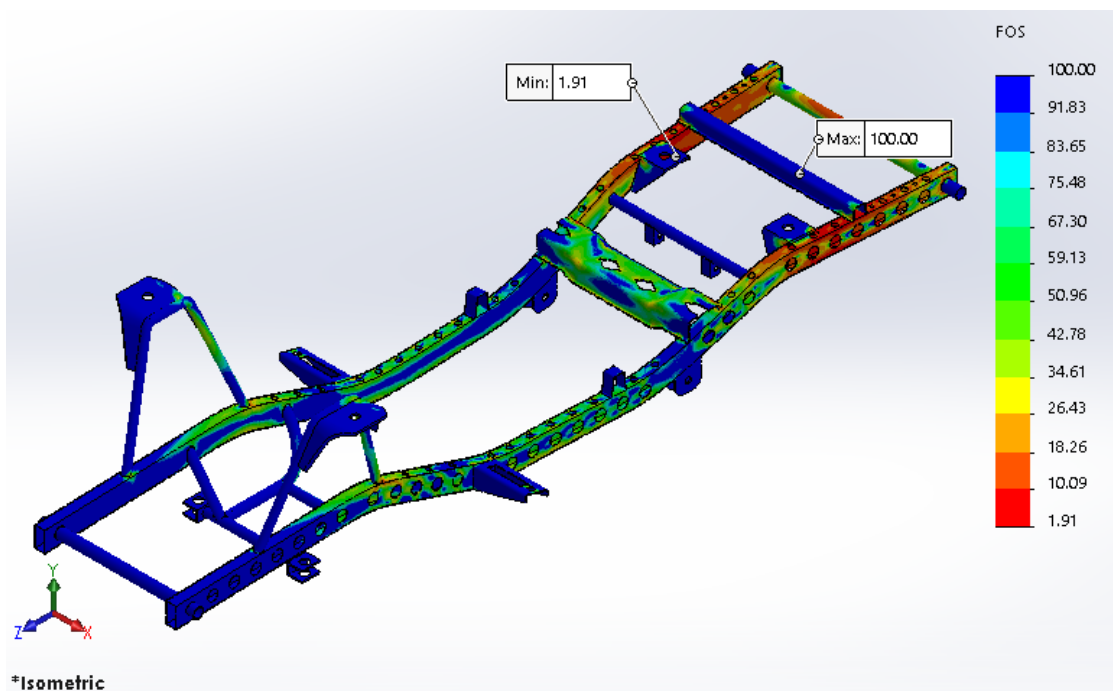 FOS
Min: 1.91
Max: 100.00
100.00
91.83
83.65
75.48
67.30
59.13
50.96
42.78
34.61
26.43
18.26
10.09
1.91
Y
Z
X
*Isometric